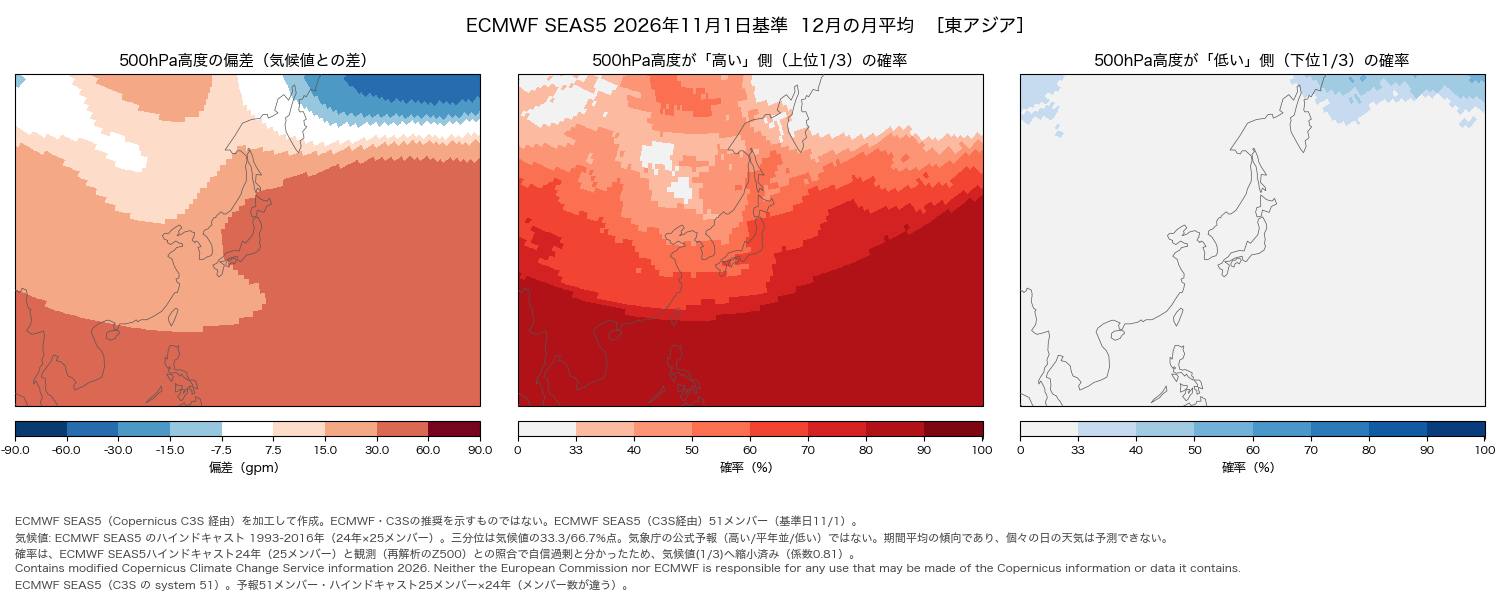 ECMWF SEAS5 2026年11月1日基準 12月の月平均 [東アジア]
500hPa高度の偏差（気候値との差）
500hPa高度が「高い」側（上位1/3）の確率
500hPa高度が「低い」側（下位1/3）の確率
-90.0 -60.0 -30.0 -15.0 -7.5 7.5 15.0 30.0 60.0 90.0
偏差（gpm）
0 33 40 50 60 70 80 90 100
確率（%）
0 33 40 50 60 70 80 90 100
確率（%）
ECMWF SEAS5（Copernicus C3S 経由）を加工して作成。ECMWF・C3Sの推奨を示すものではない。ECMWF SEAS5（C3S経由）51メンバー（基準日11/1）。
気候値: ECMWF SEAS5 のハインドキャスト 1993-2016年（24年×25メンバー）。三分位は気候値の33.3/66.7%点。気象庁の公式予報（高い/平年並/低い）ではない。期間平均の傾向であり、個々の日の天気は予測できない。
確率は、ECMWF SEAS5ハインドキャスト24年（25メンバー）と観測（再解析のZ500）との照合で自信過剰と分かったため、気候値(1/3)へ縮小済み（係数0.81）。
Contains modified Copernicus Climate Change Service information 2026. Neither the European Commission nor ECMWF is responsible for any use that may be made of the Copernicus information or data it contains.
ECMWF SEAS5（C3S の system 51）。予報51メンバー・ハインドキャスト25メンバー×24年（メンバー数が違う）。